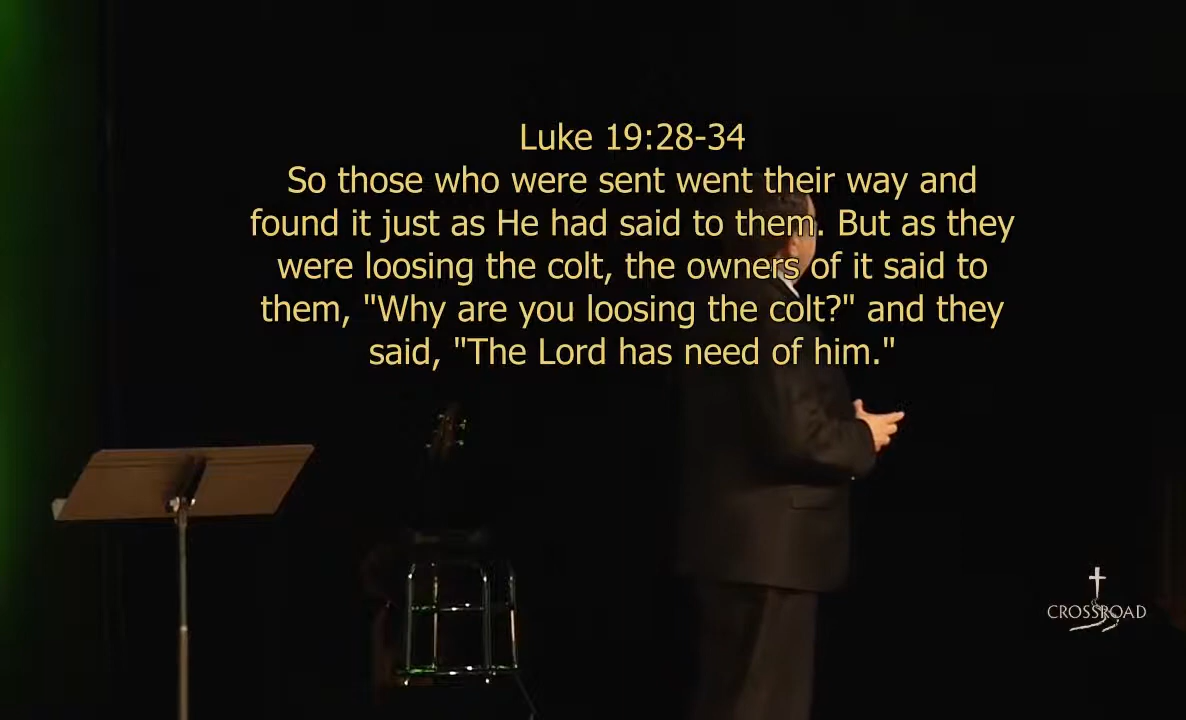 Luke 19:28-34
So those who were sent went their way and
found it just as He had said to them. But as they
were loosing the colt, the owners of it said to
them, "Why are you loosing the colt?" and they
said, "The Lord has need of him."
CROSSROAD